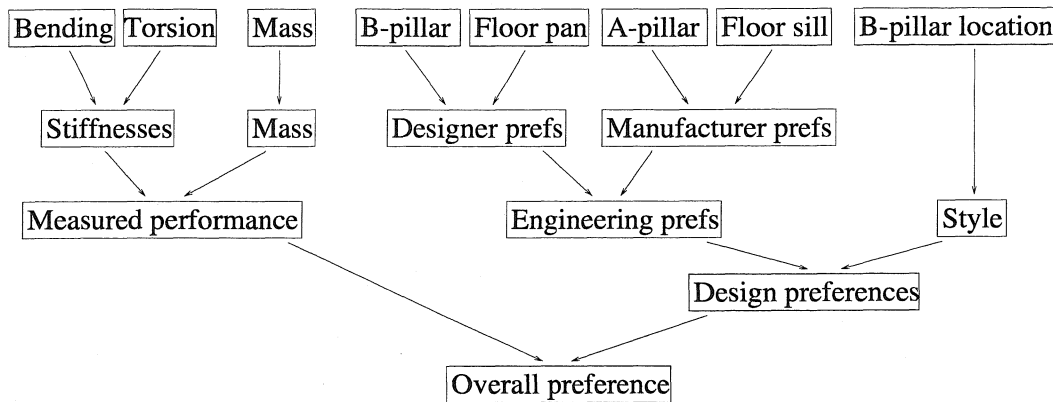 Bending
Torsion
Mass
B-pillar
Floor pan
A-pillar
Floor sill
B-pillar location
Stiffnesses
Mass
Designer prefs
Manufacturer prefs
Measured performance
Engineering prefs
Style
Design preferences
Overall preference